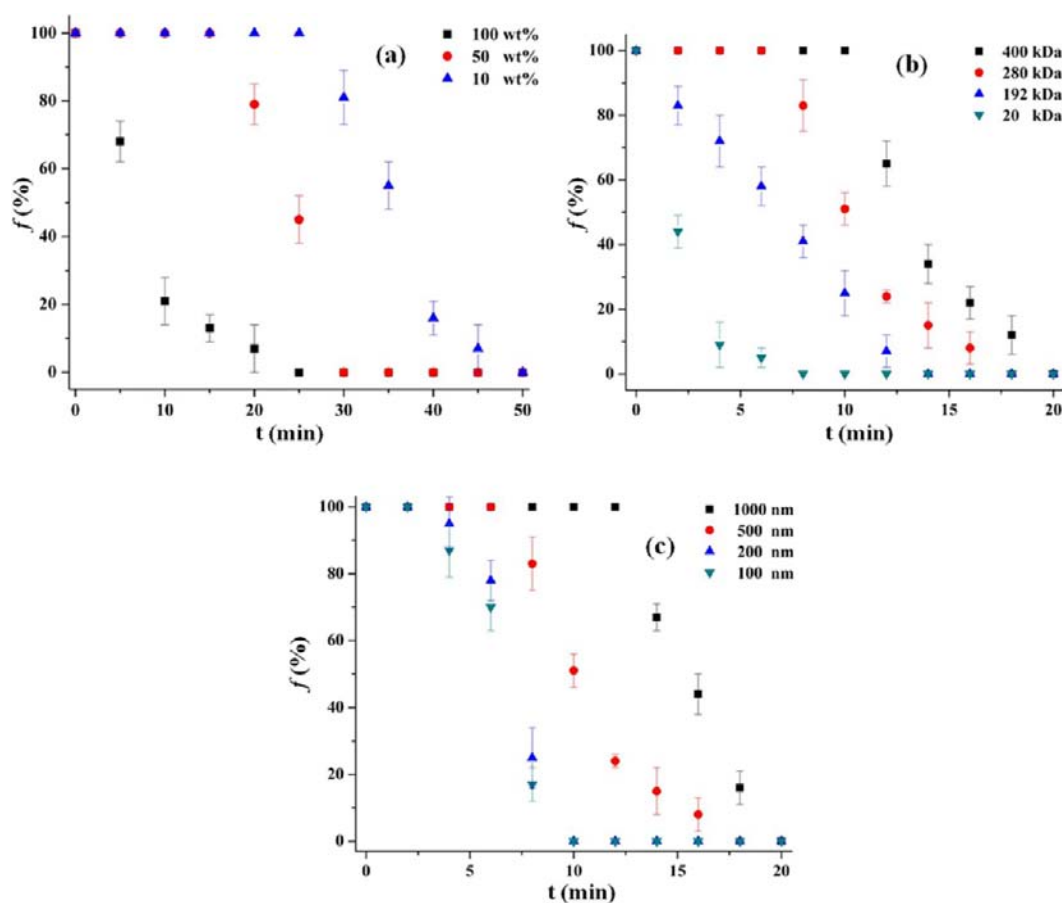 (a)
100 wt%
50 wt%
10 wt%
f (%)
100
80
60
40
20
0
0 10 20 30 40 50
t (min)
(b)
400 kDa
280 kDa
192 kDa
20 kDa
f (%)
100
80
60
40
20
0
0 5 10 15 20
t (min)
(c)
1000 nm
500 nm
200 nm
100 nm
f (%)
100
80
60
40
20
0
0 5 10 15 20
t (min)